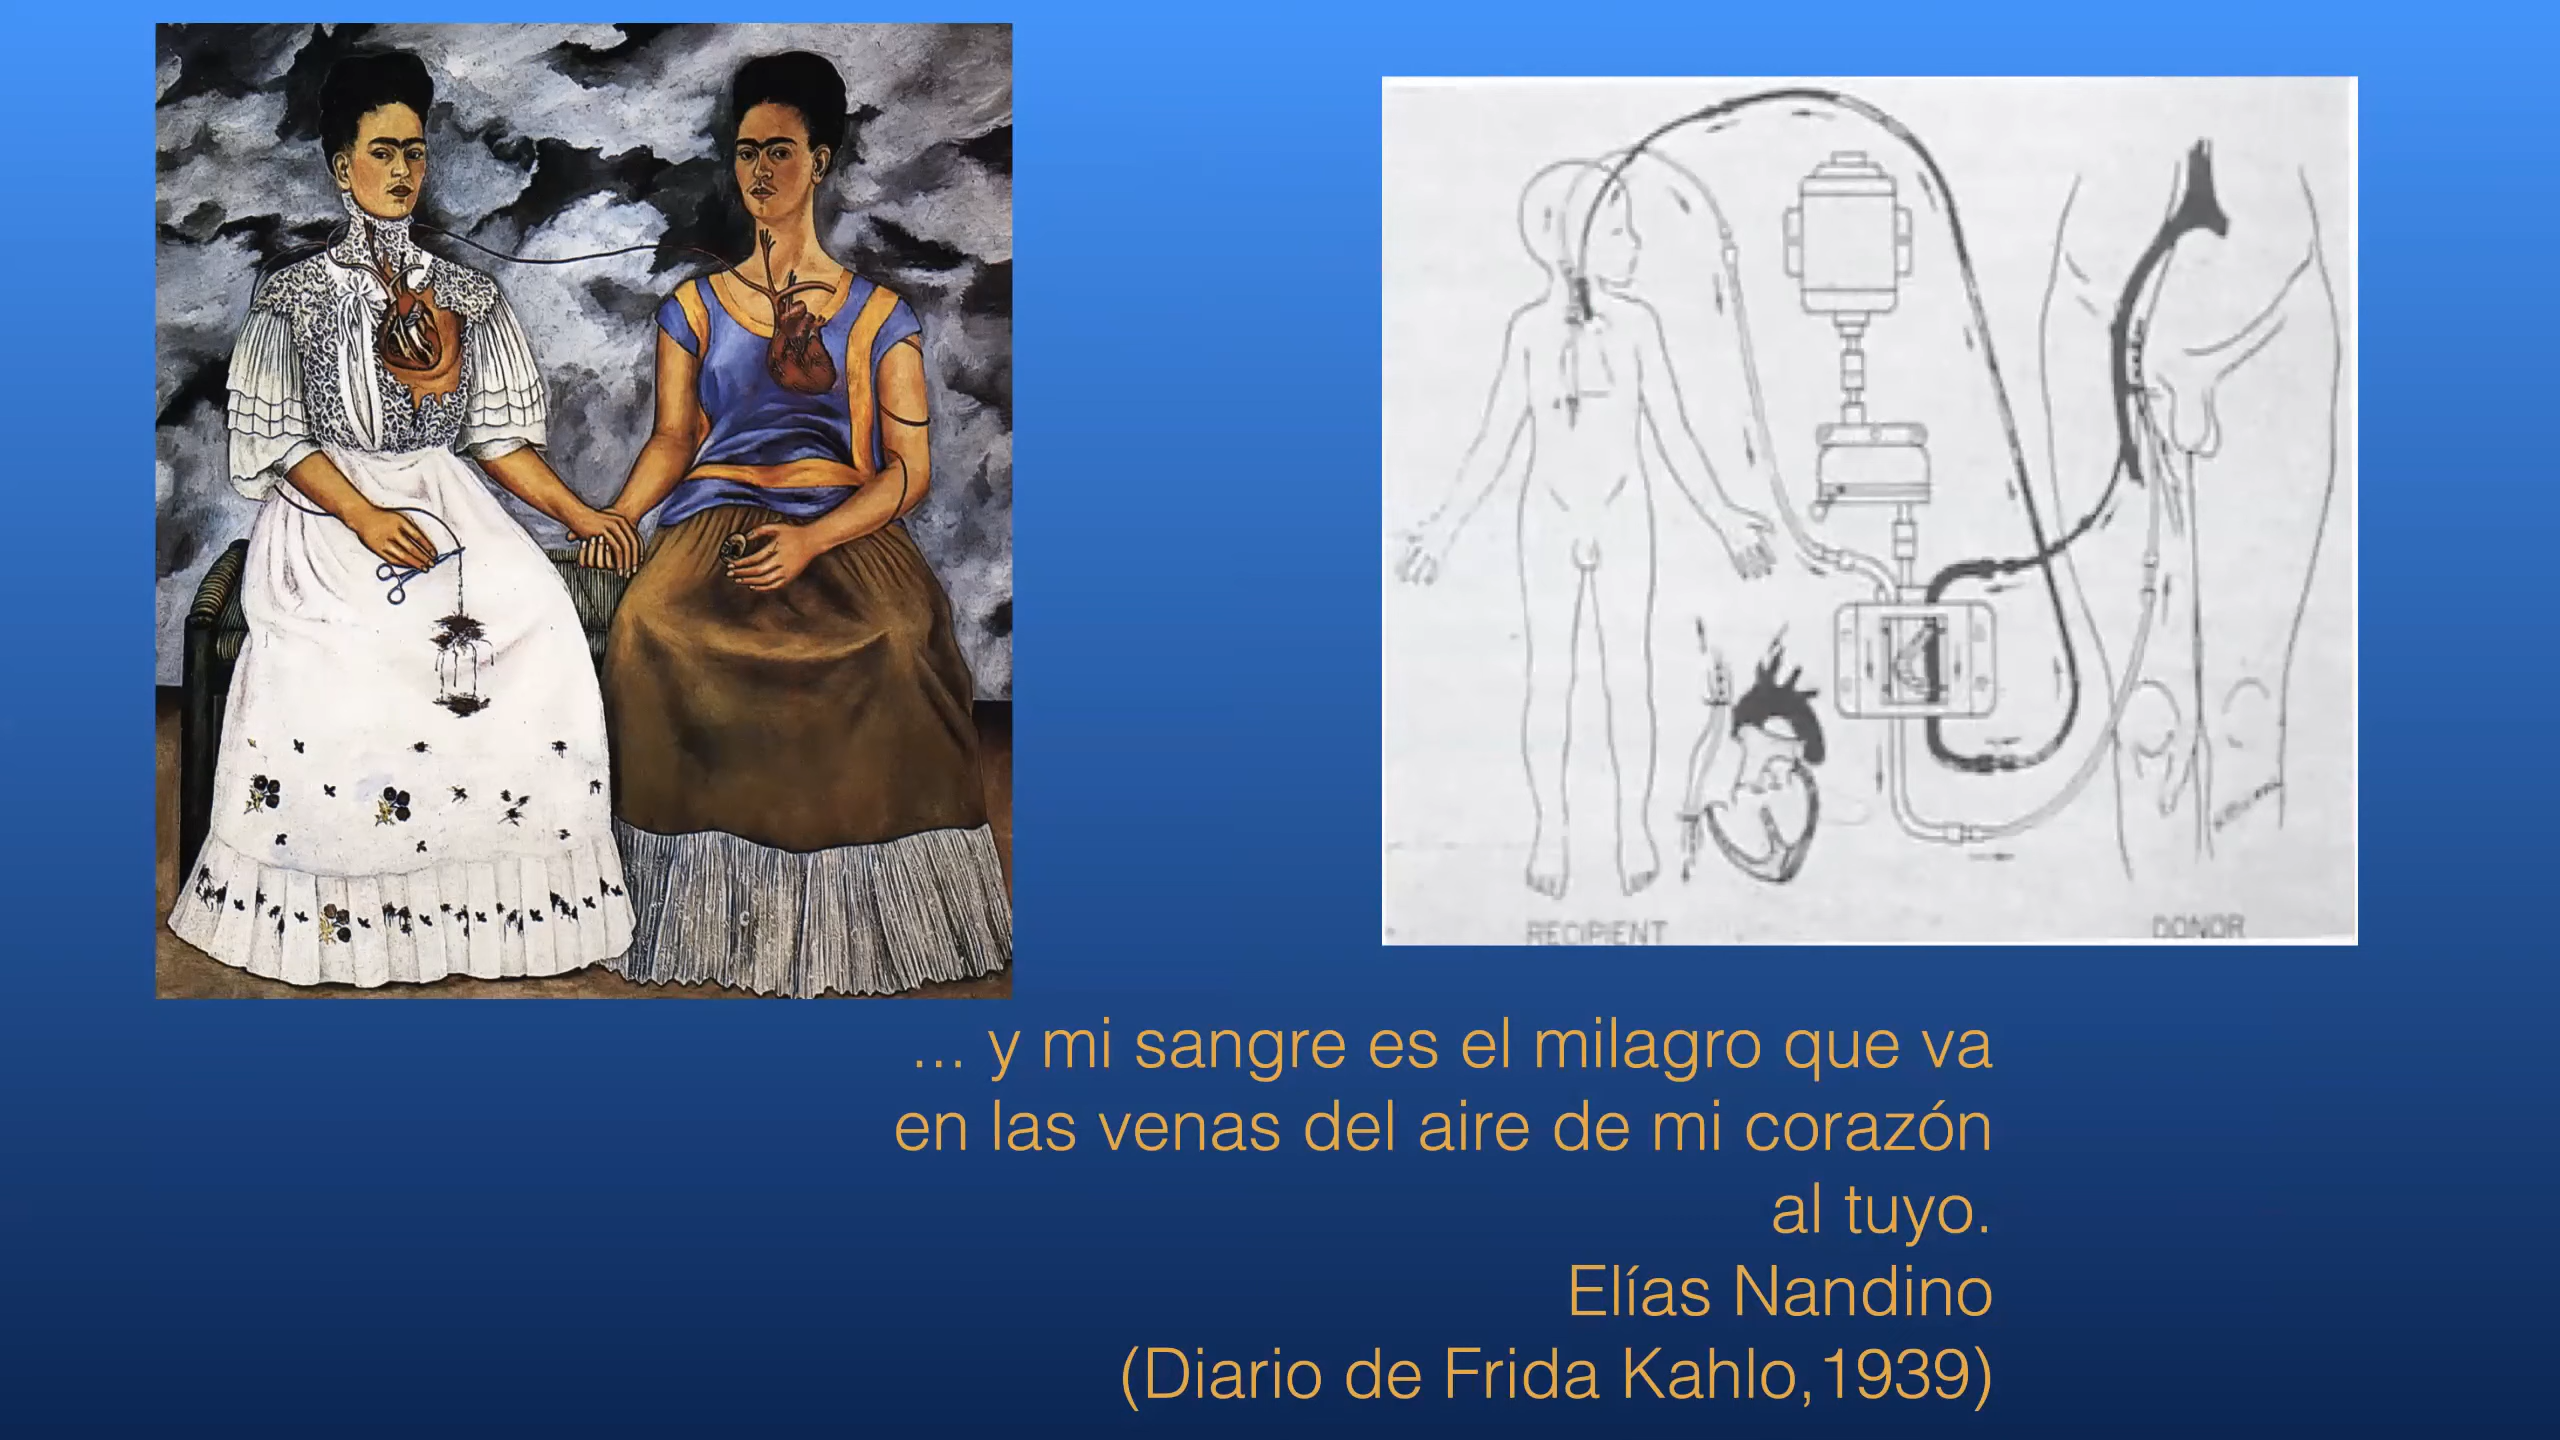 RECIPIENT
DONOR
... y mi sangre es el milagro que va
en las venas del aire de mi corazón
al tuyo.
Elías Nandino
(Diario de Frida Kahlo,1939)